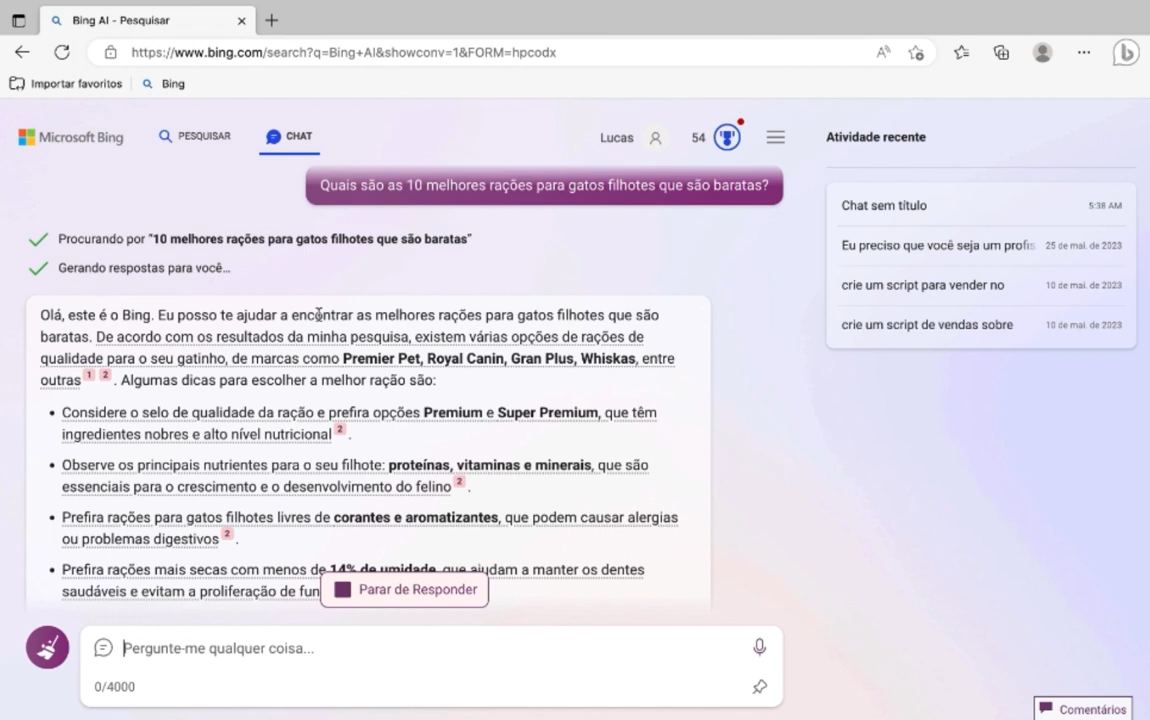 Bing AI - Pesquisar
https://www.bing.com/search?q=Bing+AI&showconv=1&FORM=hpcodx
Importar favoritos
Bing
Microsoft Bing
PESQUISAR
CHAT
Lucas
54
Atividade recente
Quais são as 10 melhores rações para gatos filhotes que são baratas?
Chat sem título 5:38 AM
Eu preciso que você seja um profis 25 de mai. de 2023
crie um script para vender no 10 de mai. de 2023
crie um script de vendas sobre 10 de mai. de 2023
Procurando por “10 melhores rações para gatos filhotes que são baratas”
Gerando respostas para você…
Olá, este é o Bing. Eu posso te ajudar a encontrar as melhores rações para gatos filhotes que são
baratas. De acordo com os resultados da minha pesquisa, existem várias opções de rações de
qualidade para o seu gatinho, de marcas como Premier Pet, Royal Canin, Gran Plus, Whiskas, entre
outras 1 2 . Algumas dicas para escolher a melhor ração são:
• Considere o selo de qualidade da ração e prefira opções Premium e Super Premium, que têm
ingredientes nobres e alto nível nutricional 2 .
• Observe os principais nutrientes para o seu filhote: proteínas, vitaminas e minerais, que são
essenciais para o crescimento e o desenvolvimento do felino 2 .
• Prefira rações para gatos filhotes livres de corantes e aromatizantes, que podem causar alergias
ou problemas digestivos 2 .
• Prefira rações mais secas com menos de 14% de umidade, que ajudam a manter os dentes
saudáveis e evitam a proliferação de fun
Parar de Responder
Pergunte-me qualquer coisa...
0/4000
Comentários